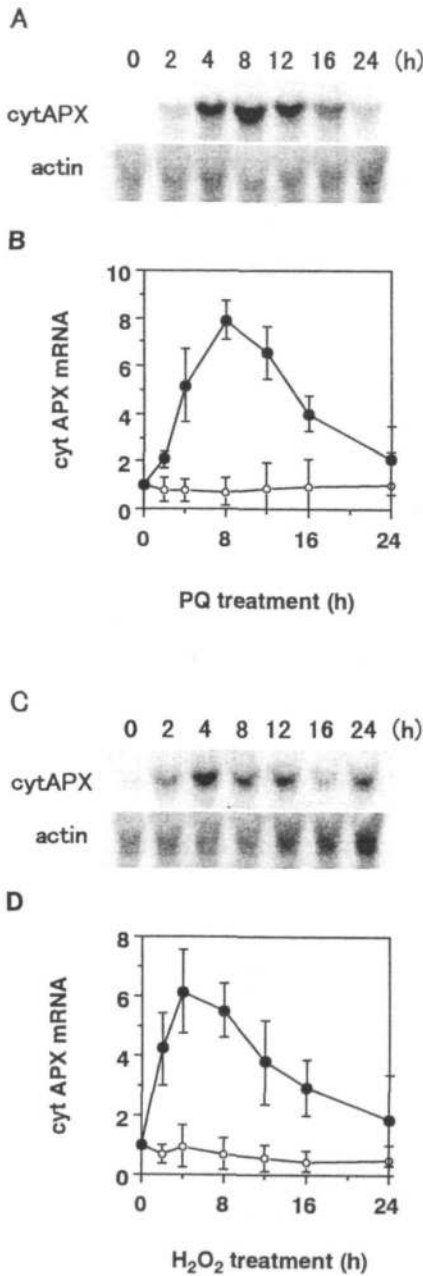 A
0 2 4 8 12 16 24 (h)
cytAPX
actin
B
10
8
6
4
2
0
cyt APX mRNA
0 8 16 24
PQ treatment (h)
C
0 2 4 8 12 16 24 (h)
cytAPX
actin
D
8
6
4
2
0
cyt APX mRNA
0 8 16 24
H₂O₂ treatment (h)